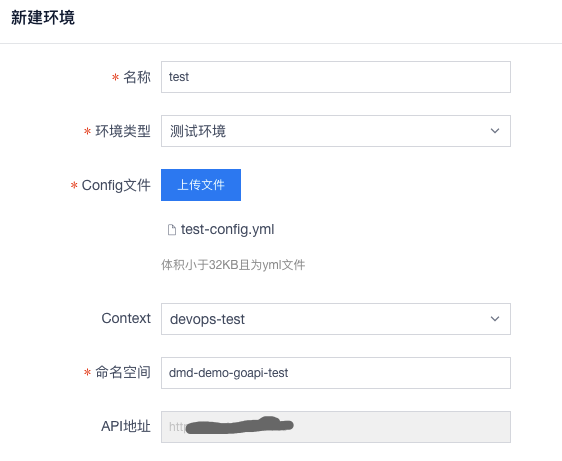 新建环境
* 名称 test
* 环境类型 测试环境
* Config文件 上传文件
test-config.yml
体积小于32KB且为yml文件
Context devops-test
* 命名空间 dmd-demo-goapi-test
API地址